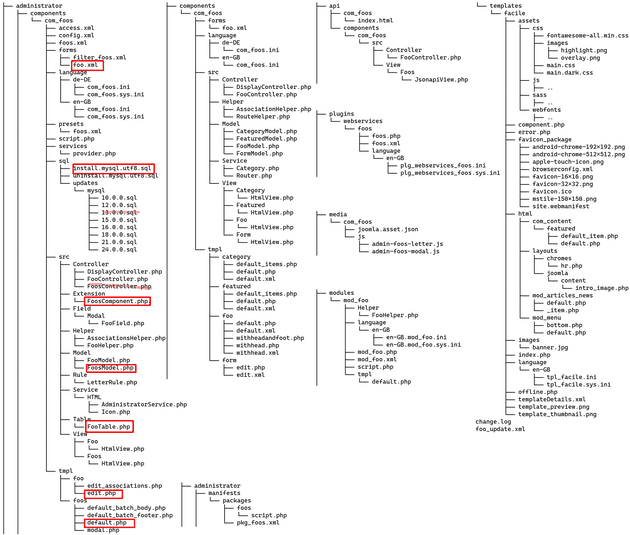 administrator
components
com_foos
access.xml
config.xml
foos.xml
forms
filter_foos.xml
foo.xml
language
de-DE
com_foos.ini
com_foos.sys.ini
en-GB
com_foos.ini
com_foos.sys.ini
presets
foos.xml
script.php
services
provider.php
sql
install.mysql.utf8.sql
uninstall.mysql.utf8.sql
updates
mysql
10.0.0.sql
12.0.0.sql
13.0.0.sql
15.0.0.sql
16.0.0.sql
18.0.0.sql
21.0.0.sql
24.0.0.sql
src
Controller
DisplayController.php
FooController.php
FoosController.php
Extension
FoosComponent.php
Field
Modal
FooField.php
Helper
AssociationsHelper.php
FooHelper.php
Model
FooModel.php
FoosModel.php
Rule
LetterRule.php
Service
HTML
AdministratorService.php
Icon.php
Table
FooTable.php
View
Foo
HtmlView.php
Foos
HtmlView.php
tmpl
foo
edit_associations.php
edit.php
foos
default_batch_body.php
default_batch_footer.php
default.php
modal.php
components
com_foos
forms
foo.xml
language
de-DE
com_foos.ini
en-GB
com_foos.ini
src
Controller
DisplayController.php
FooController.php
Helper
AssociationHelper.php
RouteHelper.php
Model
CategoryModel.php
FeaturedModel.php
FooModel.php
FormModel.php
Service
Category.php
Router.php
View
Category
HtmlView.php
Featured
HtmlView.php
Foo
HtmlView.php
Form
HtmlView.php
tmpl
category
default_items.php
default.php
default.xml
featured
default_items.php
default.php
default.xml
foo
default.php
default.xml
withheadandfoot.php
withhead.php
withhead.xml
form
edit.php
edit.xml
administrator
manifests
packages
foos
script.php
pkg_foos.xml
api
com_foos
index.html
components
com_foos
src
Controller
FooController.php
View
Foos
JsonapiView.php
plugins
webservices
foos
foos.php
foos.xml
language
en-GB
plg_webservices_foos.ini
plg_webservices_foos.sys.ini
media
com_foos
joomla.asset.json
js
admin-foos-letter.js
admin-foos-modal.js
modules
mod_foo
Helper
FooHelper.php
language
en-GB
en-GB.mod_foo.ini
en-GB.mod_foo.sys.ini
mod_foo.php
mod_foo.xml
script.php
tmpl
default.php
templates
facile
assets
css
fontawesome-all.min.css
images
highlight.png
overlay.png
main.css
main.dark.css
js
..
sass
..
webfonts
..
component.php
error.php
favicon_package
android-chrome-192×192.png
android-chrome-512×512.png
apple-touch-icon.png
browserconfig.xml
favicon-16×16.png
favicon-32×32.png
favicon.ico
mstile-150×150.png
site.webmanifest
html
com_content
featured
default_item.php
default.php
layouts
chromes
hr.php
joomla
content
intro_image.php
mod_articles_news
default.php
_item.php
mod_menu
bottom.php
default.php
images
banner.jpg
index.php
language
en-GB
tpl_facile.ini
tpl_facile.sys.ini
offline.php
templateDetails.xml
template_preview.png
template_thumbnail.png
change.log
foo_update.xml